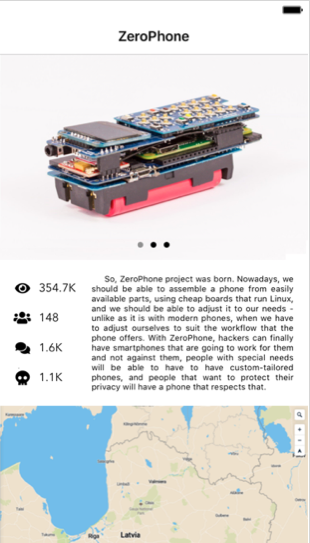 ZeroPhone
354.7K
148
1.6K
1.1K
So, ZeroPhone project was born. Nowadays, we
should be able to assemble a phone from easily
available parts, using cheap boards that run Linux,
and we should be able to adjust it to our needs -
unlike as it is with modern phones, when we have
to adjust ourselves to suit the workflow that the
phone offers. With ZeroPhone, hackers can finally
have smartphones that are going to work for them
and not against them, people with special needs
will be able to have to have custom-tailored
phones, and people that want to protect their
privacy will have a phone that respects that.
Valmiera
Riga
Latvia